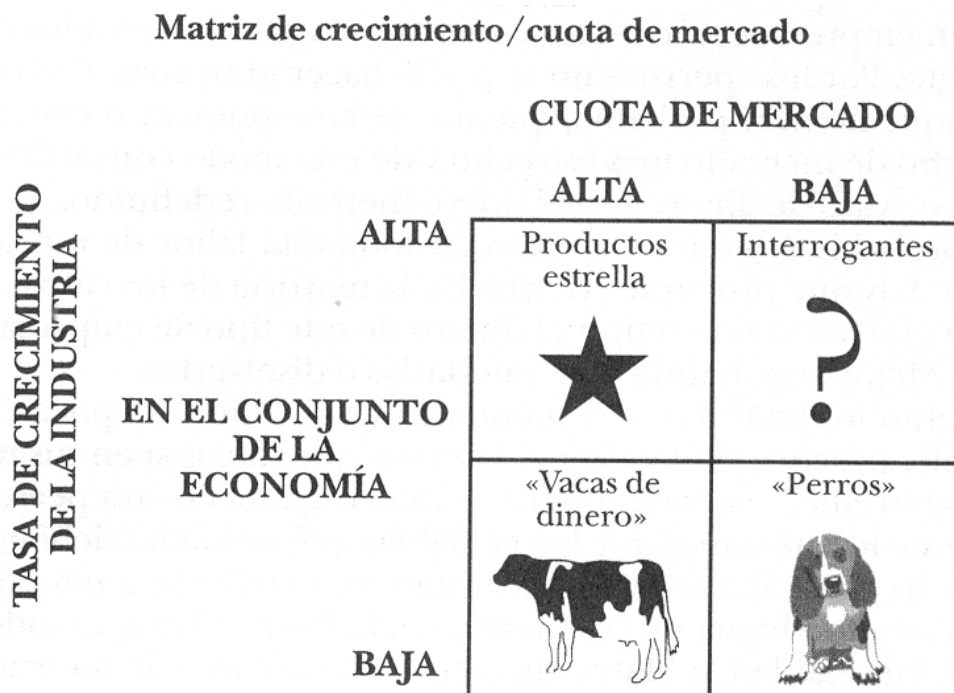 Matriz de crecimiento/cuota de mercado
CUOTA DE MERCADO
ALTA
BAJA
TASA DE CRECIMIENTO
DE LA INDUSTRIA
ALTA
EN EL CONJUNTO
DE LA
ECONOMÍA
BAJA
Productos
estrella
Interrogantes
?
«Vacas de
dinero»
«Perros»